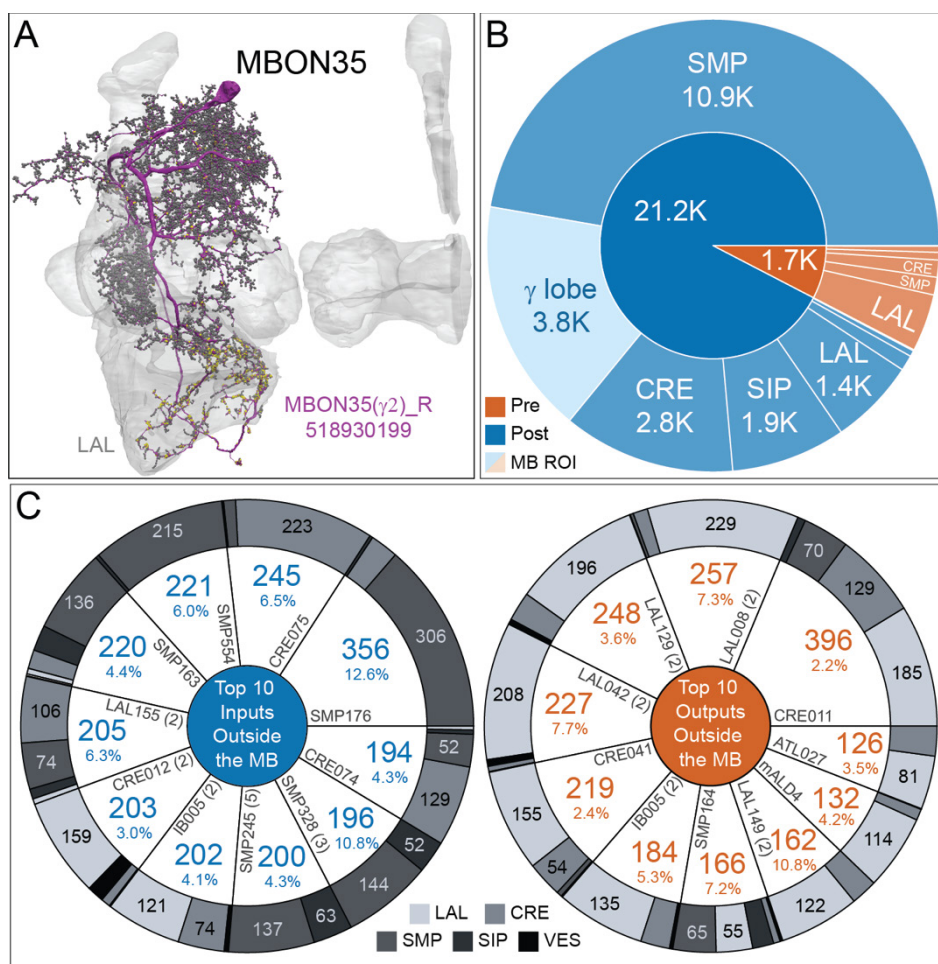 A
MBON35
LAL
MBON35(γ2)_R
518930199
B
SMP
10.9K
21.2K
1.7K
CRE
SMP
LAL
γ lobe
3.8K
CRE
2.8K
SIP
1.9K
LAL
1.4K
Pre
Post
MB ROI
C
Top 10
Inputs
Outside
the MB
356
12.6%
SMP176
306
245
6.5%
CRE075
223
221
6.0%
SMP554
215
220
4.4%
SMP163
136
205
6.3%
LAL155 (2)
106
74
203
3.0%
CRE012 (2)
159
202
4.1%
IB005 (2)
121
74
200
4.3%
SMP245 (5)
137
63
196
10.8%
SMP328 (3)
144
52
194
4.3%
CRE074
129
52
Top 10
Outputs
Outside
the MB
396
2.2%
CRE011
185
129
70
257
7.3%
LAL008 (2)
229
248
3.6%
LAL129 (2)
196
227
7.7%
LAL042 (2)
208
219
2.4%
CRE041
155
54
184
5.3%
IB005 (2)
135
166
7.2%
SMP164
65
55
162
10.8%
LAL149 (2)
122
132
4.2%
mALD4
114
126
3.5%
ATL027
81
LAL
CRE
SMP
SIP
VES